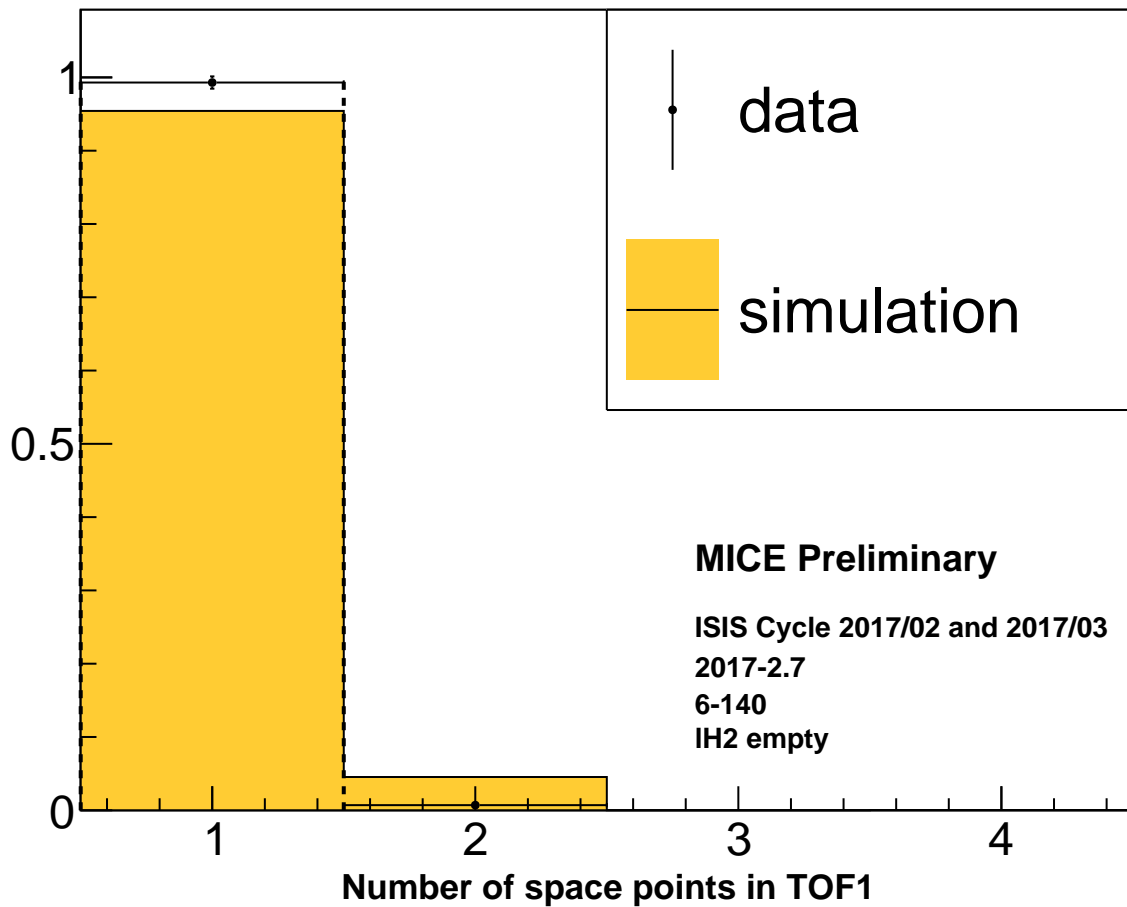 1
0.5
0
data
simulation
MICE Preliminary
ISIS Cycle 2017/02 and 2017/03
2017-2.7
6-140
lH2 empty
1 2 3 4
Number of space points in TOF1